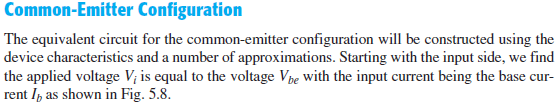 Common-Emitter Configuration
The equivalent circuit for the common-emitter configuration will be constructed using the
device characteristics and a number of approximations. Starting with the input side, we find
the applied voltage Vi is equal to the voltage Vbe with the input current being the base cur-
rent Ib as shown in Fig. 5.8.